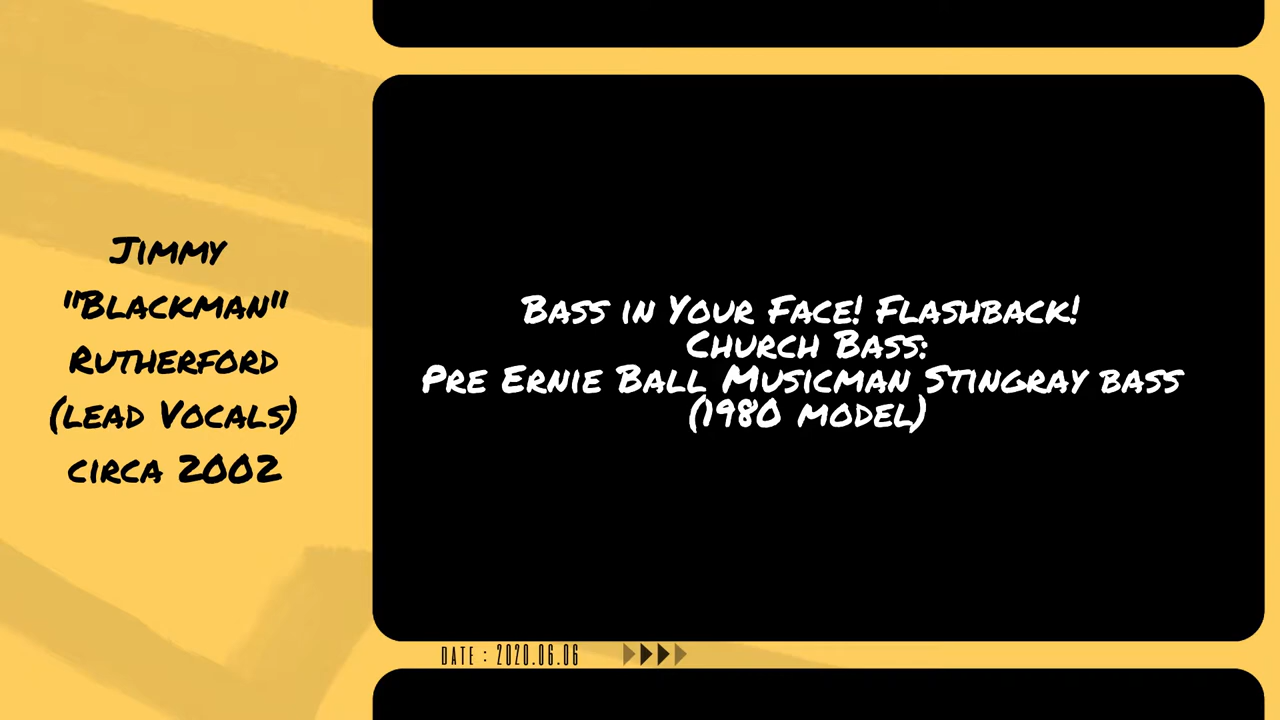 Jimmy
"Blackman"
Rutherford
(lead Vocals)
circa 2002
Bass in Your Face! Flashback!
Church Bass:
Pre Ernie Ball Musicman Stingray bass
(1980 model)
DATE : 2020.06.06